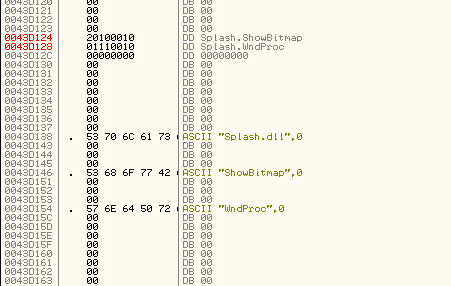 0043D120 00 DB 00
0043D121 00 DB 00
0043D122 00 DB 00
0043D123 00 DB 00
0043D124 20100010 DD Splash.ShowBitmap
0043D128 01110010 DD Splash.WndProc
0043D12C 00000000 DD 00000000
0043D130 00 DB 00
0043D131 00 DB 00
0043D132 00 DB 00
0043D133 00 DB 00
0043D134 00 DB 00
0043D135 00 DB 00
0043D136 00 DB 00
0043D137 00 DB 00
0043D138 . 53 70 6C 61 73 ASCII "Splash.dll",0
0043D143 00 DB 00
0043D144 00 DB 00
0043D145 00 DB 00
0043D146 . 53 68 6F 77 42 ASCII "ShowBitmap",0
0043D151 00 DB 00
0043D152 00 DB 00
0043D153 00 DB 00
0043D154 . 57 6E 64 50 72 ASCII "WndProc",0
0043D15C 00 DB 00
0043D15D 00 DB 00
0043D15E 00 DB 00
0043D15F 00 DB 00
0043D160 00 DB 00
0043D161 00 DB 00
0043D162 00 DB 00
0043D163 00 DB 00